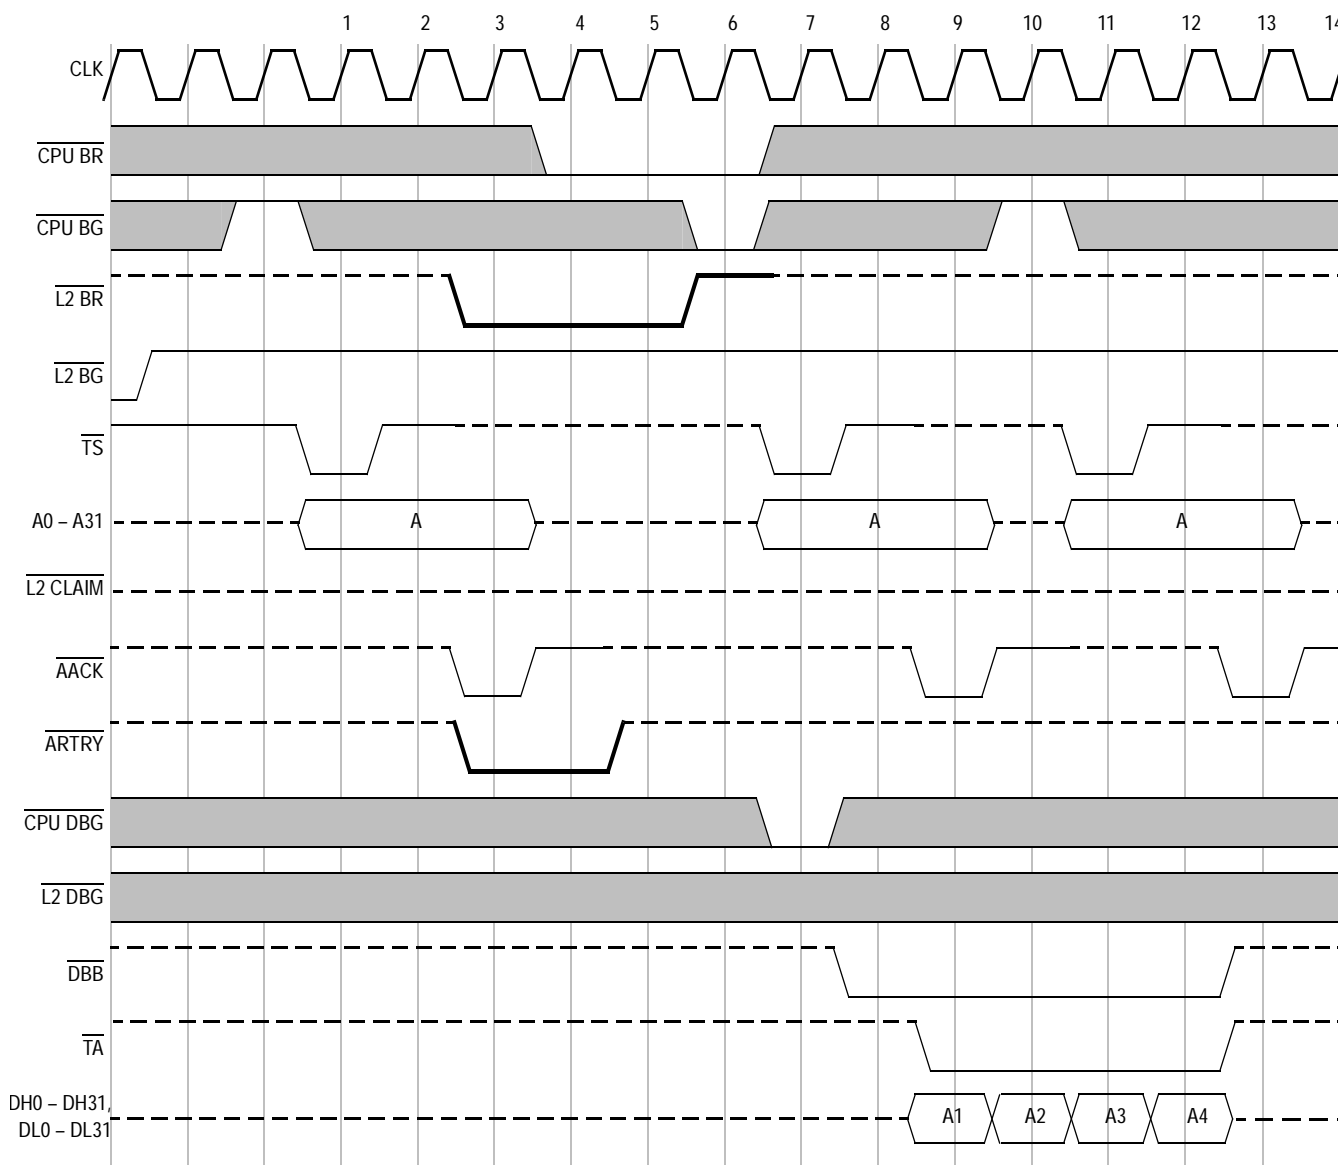 1 2 3 4 5 6 7 8 9 10 11 12 13 14
CLK
CPU BR
CPU BG
L2 BR
L2 BG
TS
A0 – A31 A A A
L2 CLAIM
AACK
ARTRY
CPU DBG
L2 DBG
DBB
TA
DH0 – DH31,
DL0 – DL31
A1 A2 A3 A4